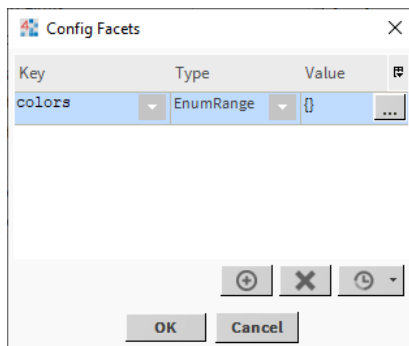 Config Facets
Key Type Value
colors EnumRange {} ...
OK Cancel